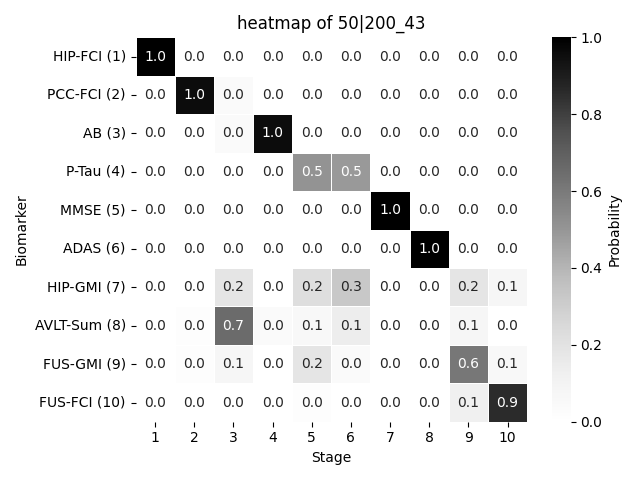 heatmap of 50|200_43
HIP-FCI (1) 1.0 0.0 0.0 0.0 0.0 0.0 0.0 0.0 0.0 0.0
PCC-FCI (2) 0.0 1.0 0.0 0.0 0.0 0.0 0.0 0.0 0.0 0.0
AB (3) 0.0 0.0 0.0 1.0 0.0 0.0 0.0 0.0 0.0 0.0
P-Tau (4) 0.0 0.0 0.0 0.0 0.5 0.5 0.0 0.0 0.0 0.0
MMSE (5) 0.0 0.0 0.0 0.0 0.0 0.0 1.0 0.0 0.0 0.0
ADAS (6) 0.0 0.0 0.0 0.0 0.0 0.0 0.0 1.0 0.0 0.0
HIP-GMI (7) 0.0 0.0 0.2 0.0 0.2 0.3 0.0 0.0 0.2 0.1
AVLT-Sum (8) 0.0 0.0 0.7 0.0 0.1 0.1 0.0 0.0 0.1 0.0
FUS-GMI (9) 0.0 0.0 0.1 0.0 0.2 0.0 0.0 0.0 0.6 0.1
FUS-FCI (10) 0.0 0.0 0.0 0.0 0.0 0.0 0.0 0.0 0.1 0.9
1 2 3 4 5 6 7 8 9 10
Stage
Biomarker
1.0
0.8
0.6
0.4
0.2
0.0
Probability